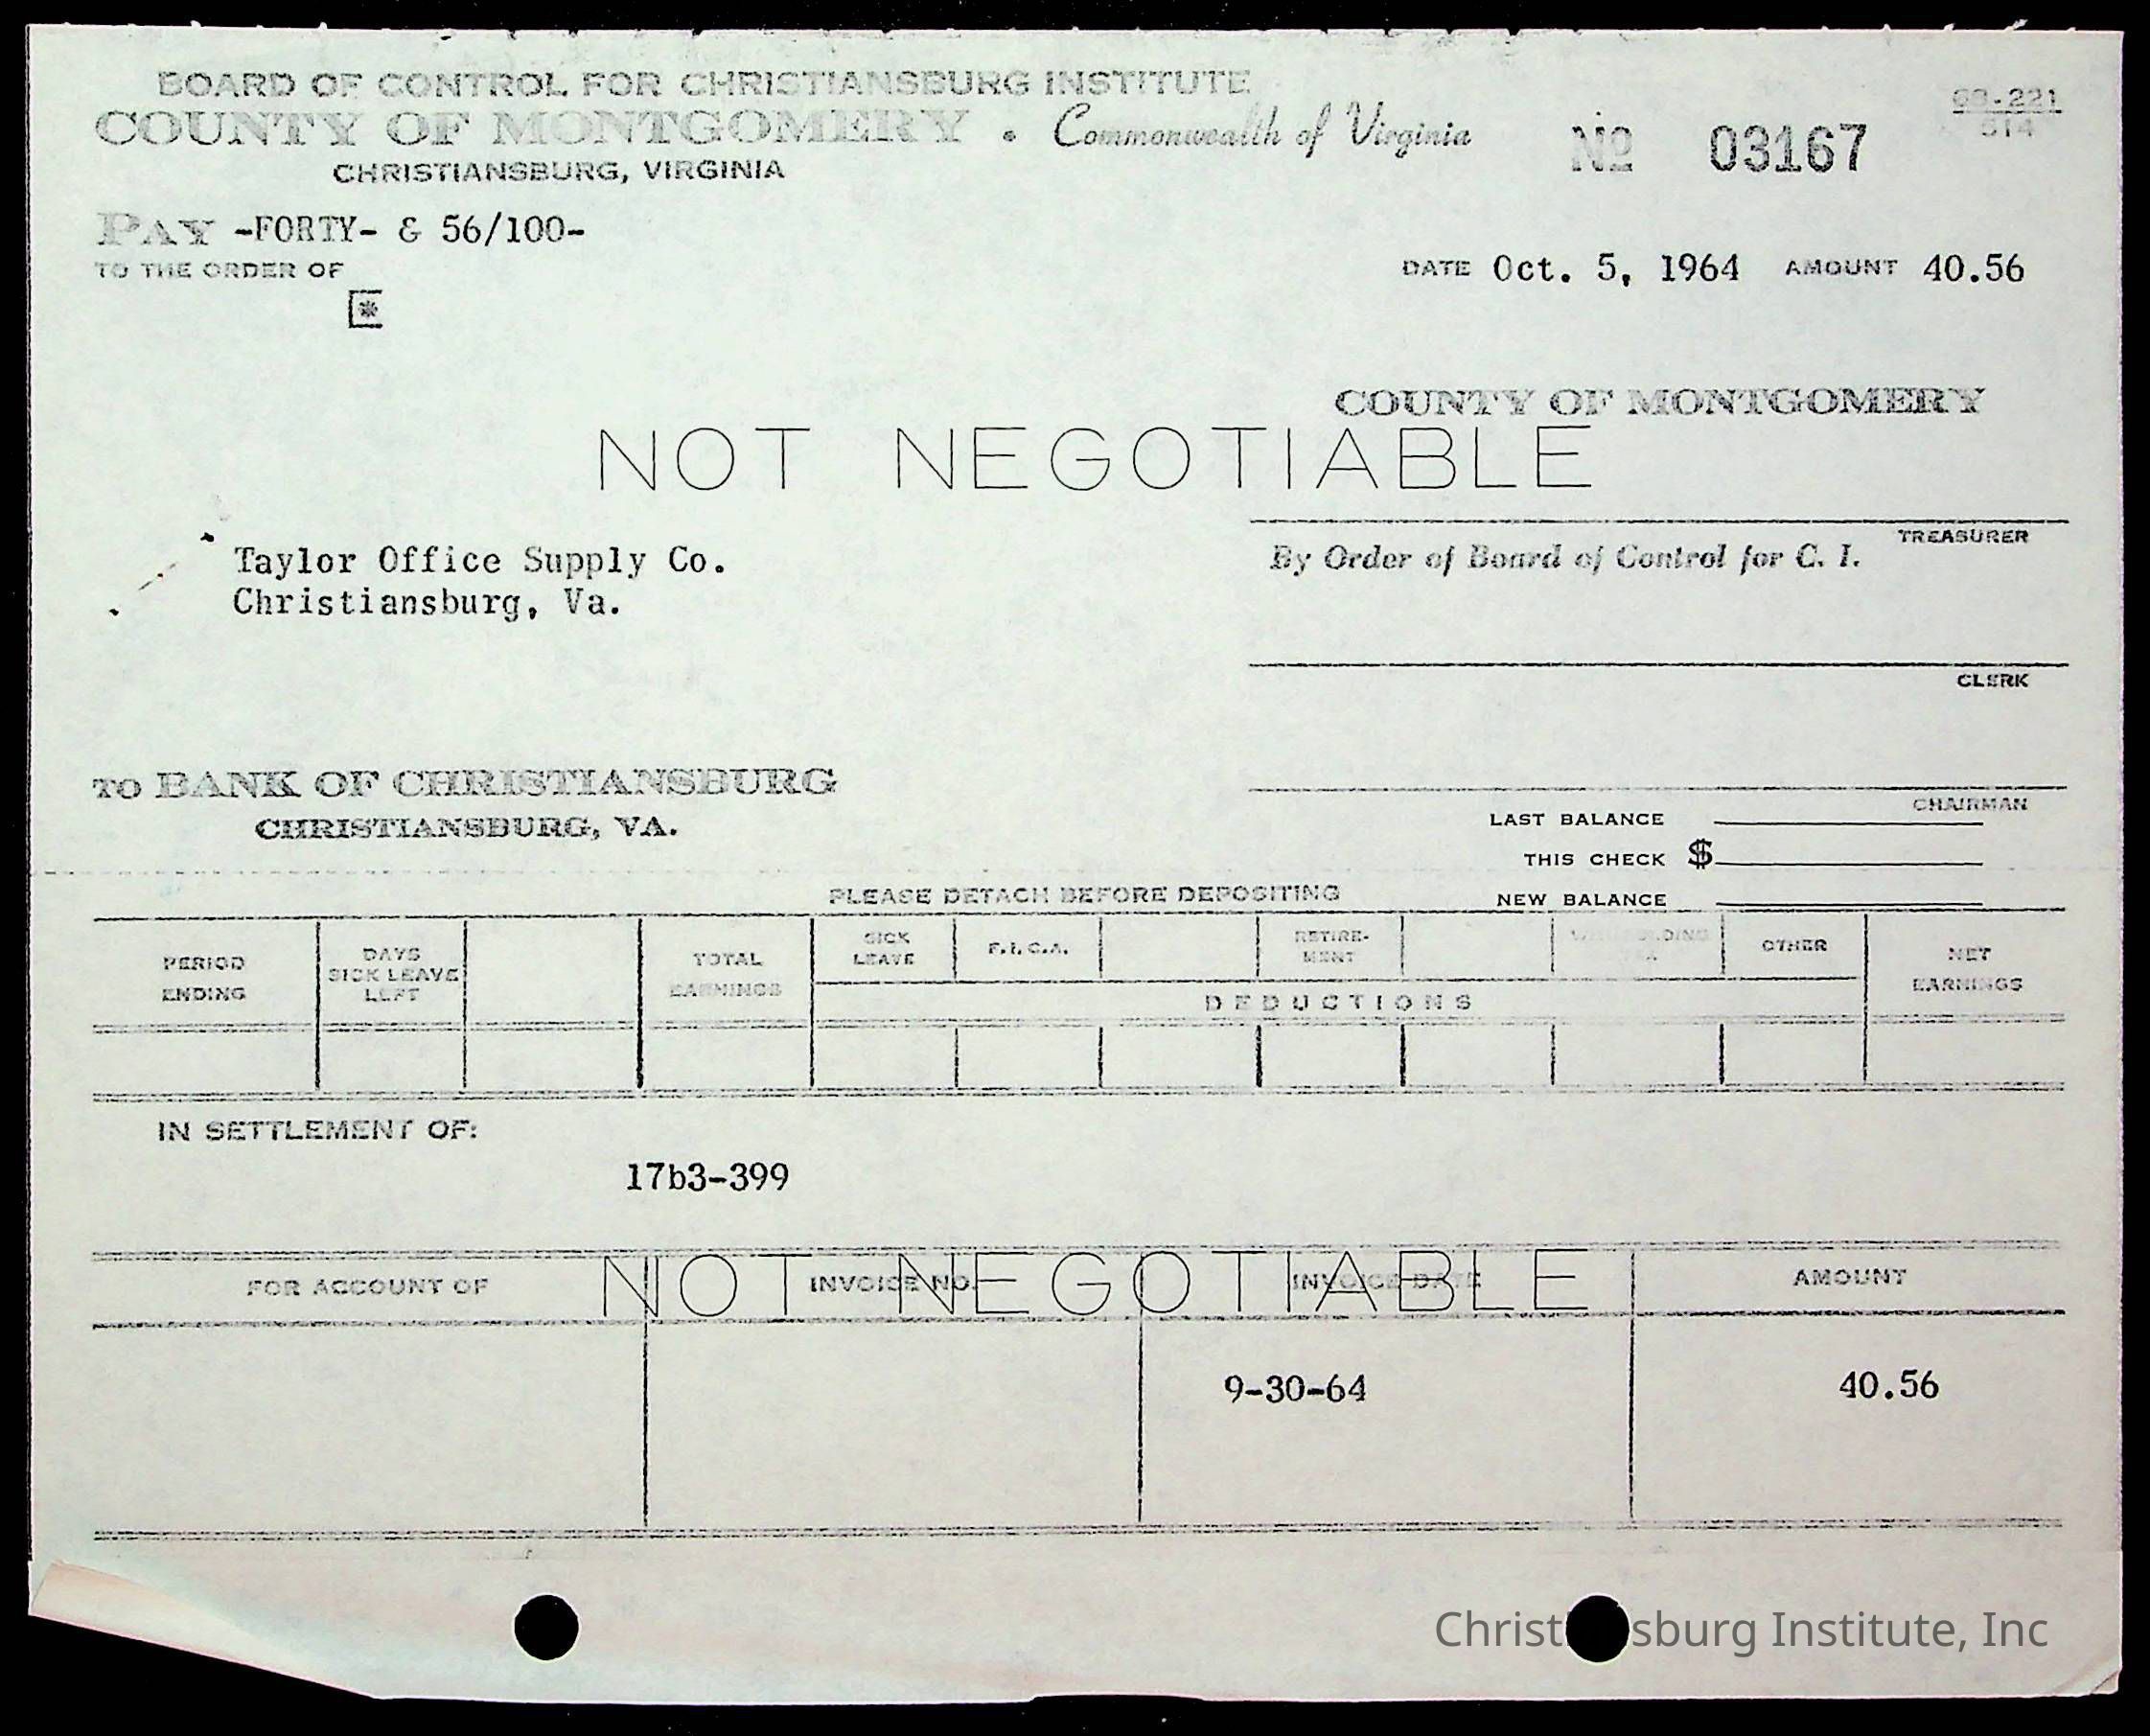 BOARD OF CONTROL FOR CHRISTIANSBURG INSTITUTE
COUNTY OF MONTGOMERY • Commonwealth of Virginia
CHRISTIANSBURG, VIRGINIA
No 03167
68-221
514
PAY -FORTY- & 56/100-
TO THE ORDER OF
DATE Oct. 5, 1964 AMOUNT 40.56
COUNTY OF MONTGOMERY
NOT NEGOTIABLE
TREASURER
Taylor Office Supply Co.
Christiansburg, Va.
By Order of Board of Control for C. I.
CLERK
TO BANK OF CHRISTIANSBURG
CHRISTIANSBURG, VA.
CHAIRMAN
LAST BALANCE
THIS CHECK $
NEW BALANCE
PLEASE DETACH BEFORE DEPOSITING
PERIOD
ENDING
DAYS
SICK LEAVE
LEFT
TOTAL
EARNINGS
SICK
LEAVE
F.I.C.A.
RETIRE-
MENT
OTHER
NET
EARNINGS
DEDUCTIONS
IN SETTLEMENT OF:
17b3-399
NOT NEGOTIABLE
FOR ACCOUNT OF
INVOICE NO.
INVOICE DATE
AMOUNT
9-30-64
40.56
Christ sburg Institute, Inc